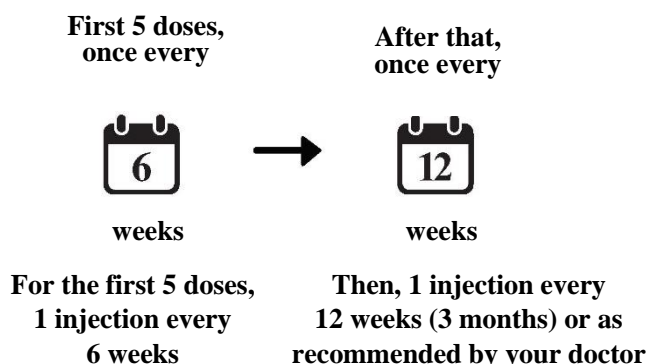 First 5 doses,
once every
6
weeks
For the first 5 doses,
1 injection every
6 weeks
After that,
once every
12
weeks
Then, 1 injection every
12 weeks (3 months) or as
recommended by your doctor